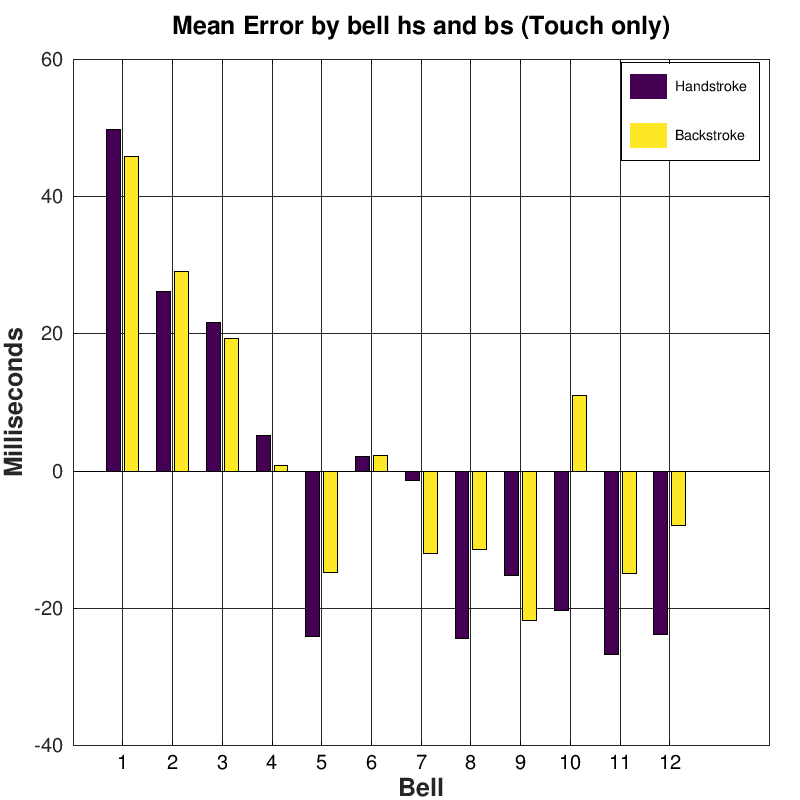 Mean Error by bell hs and bs (Touch only)
Handstroke
Backstroke
60
40
20
0
-20
-40
Milliseconds
1 2 3 4 5 6 7 8 9 10 11 12
Bell